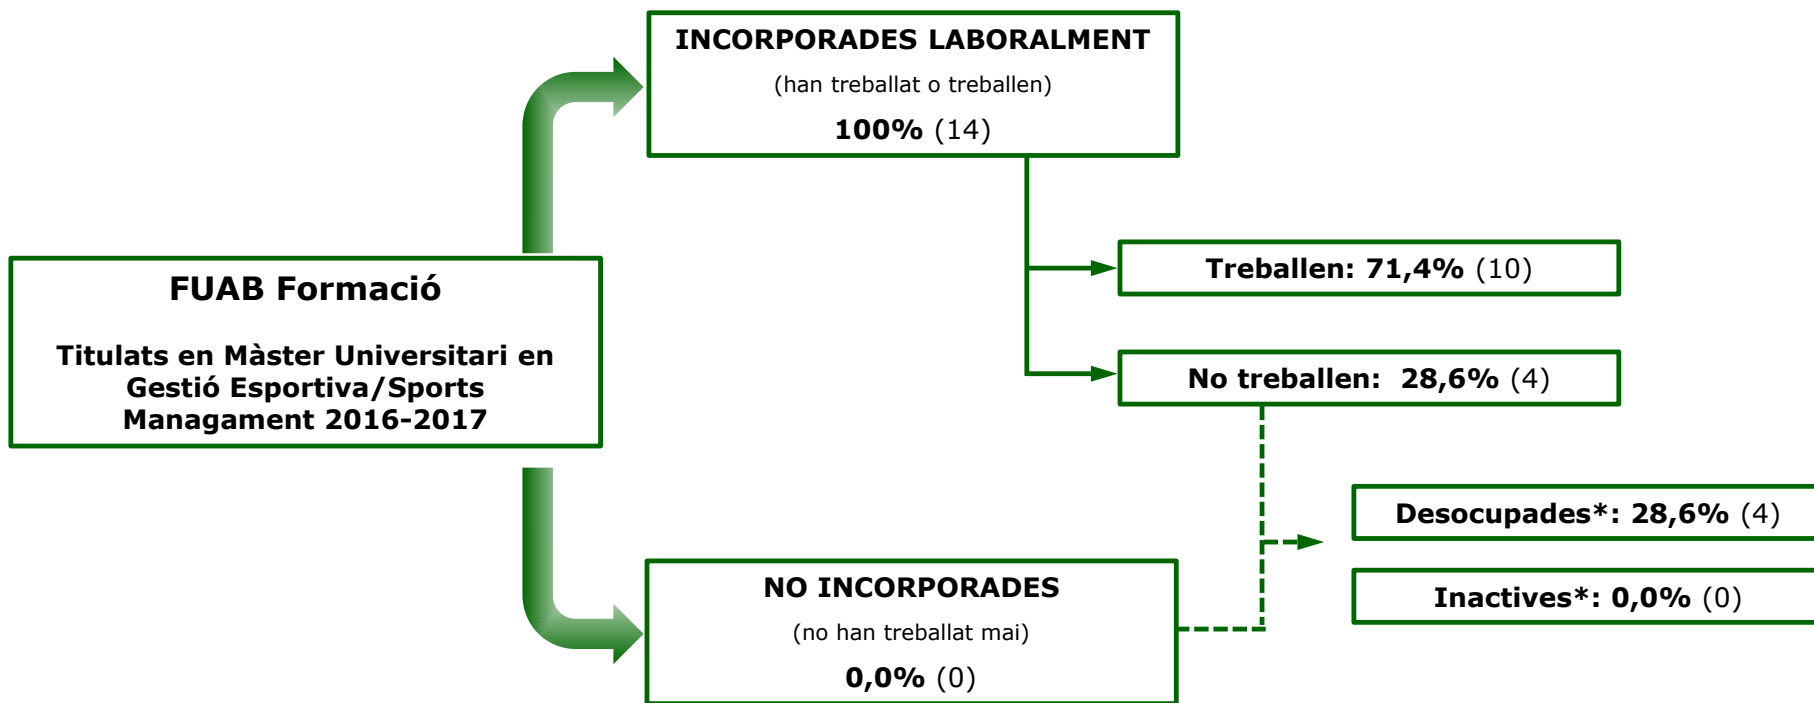 INCORPORADES LABORALMENT
(han treballat o treballen)
100% (14)
Treballen: 71,4% (10)
FUAB Formació
Titulats en Màster Universitari en
Gestió Esportiva/Sports
Managament 2016-2017
No treballen: 28,6% (4)
Desocupades*: 28,6% (4)
Inactives*: 0,0% (0)
NO INCORPORADES
(no han treballat mai)
0,0% (0)